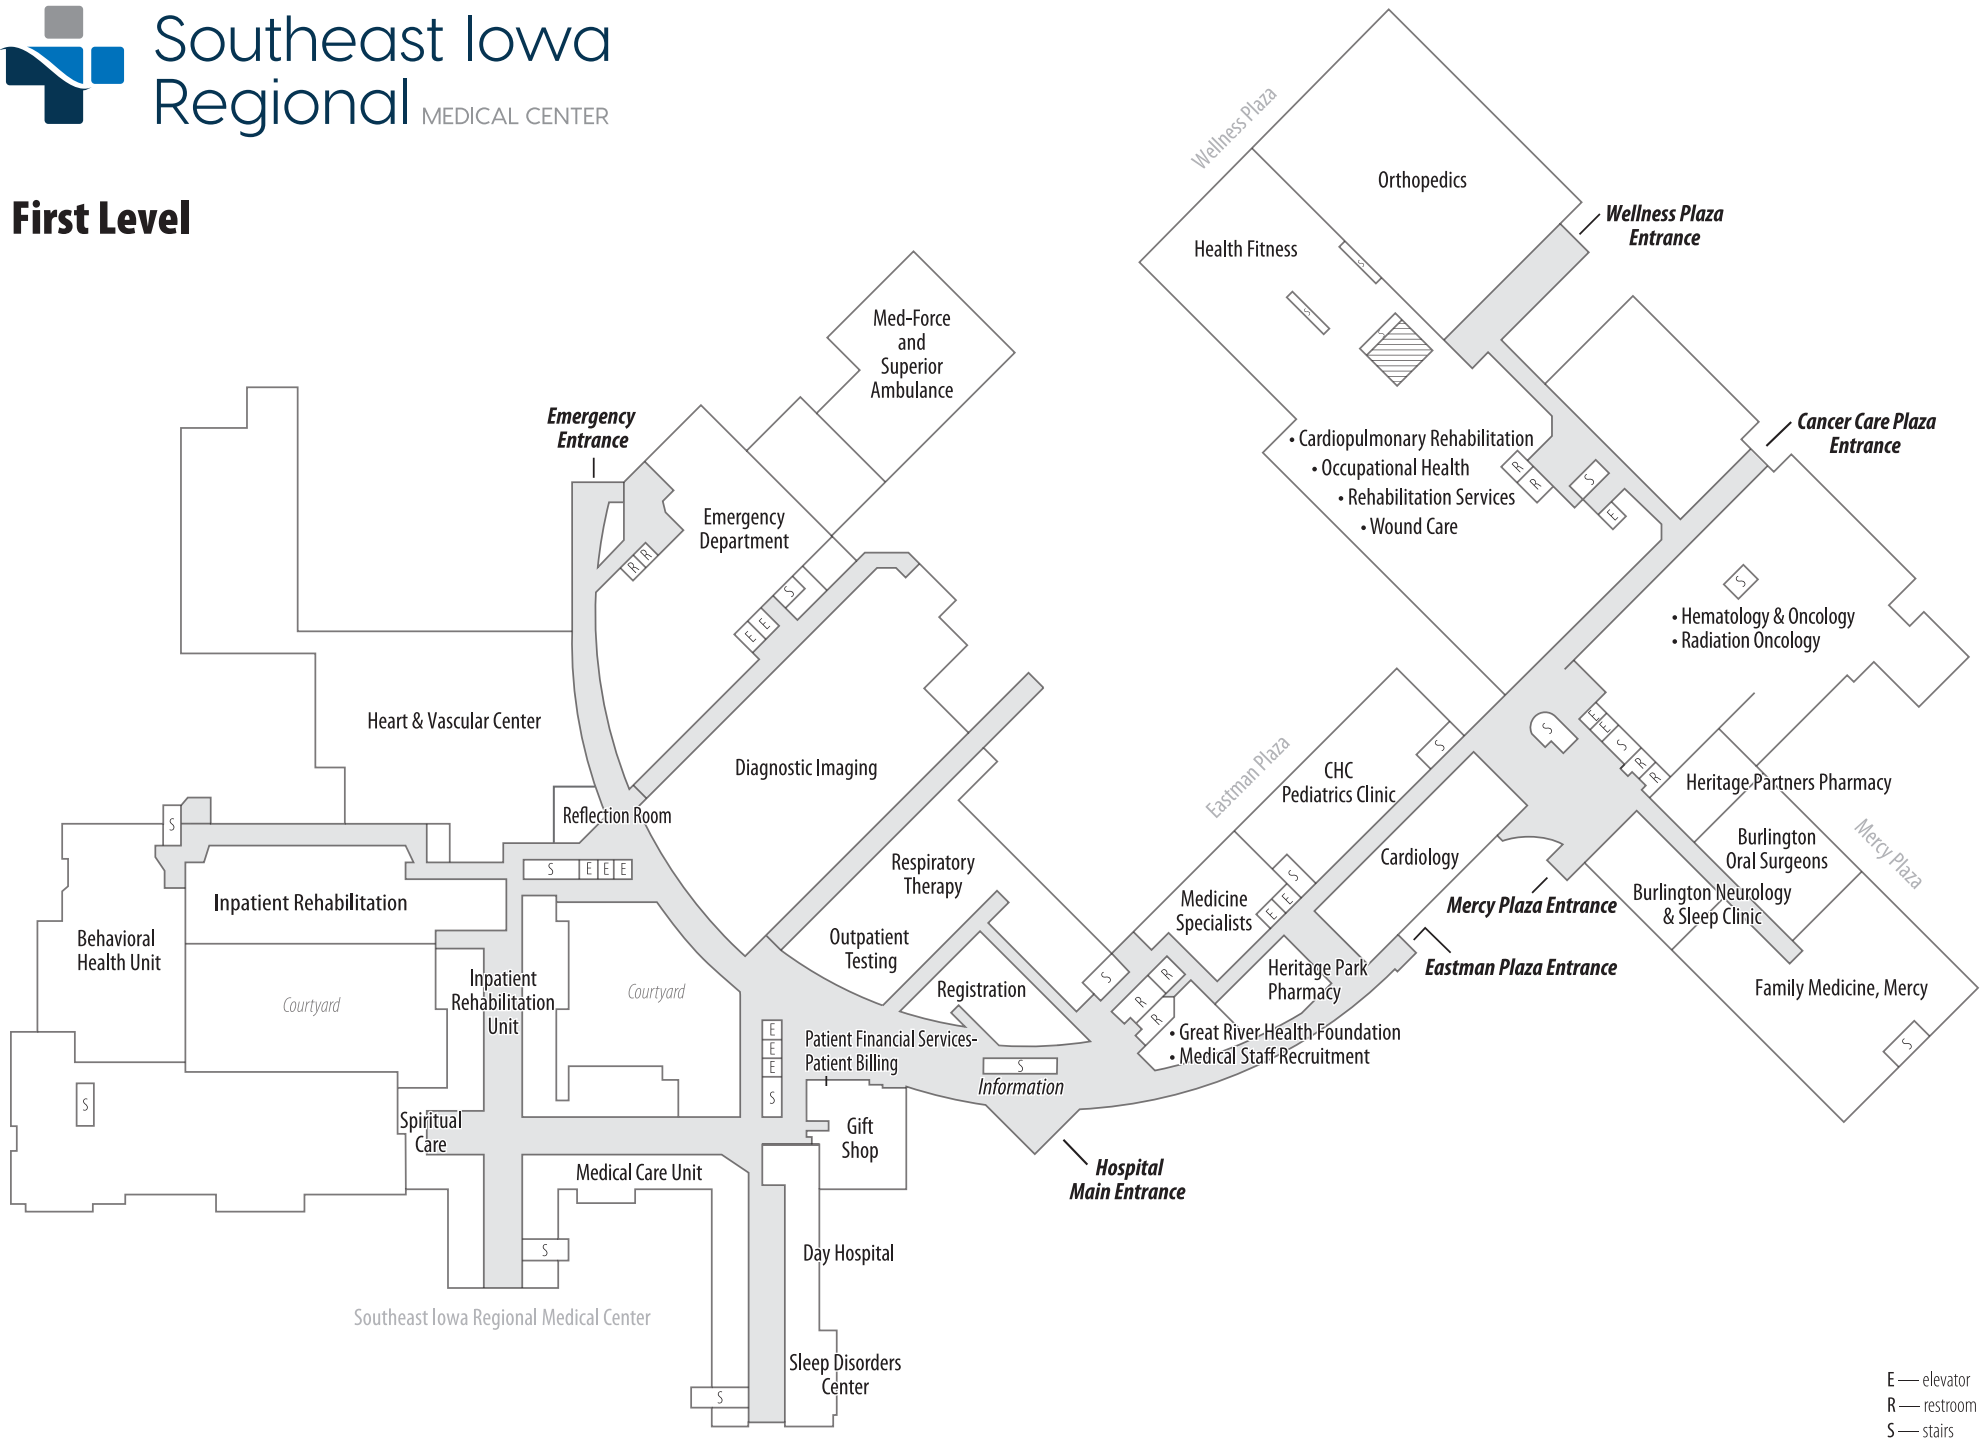 Southeast Iowa
Regional MEDICAL CENTER
First Level
Wellness Plaza
Orthopedics
Wellness Plaza
Entrance
Health Fitness
S
S
S
Med-Force
and
Superior
Ambulance
Emergency
Entrance
Cancer Care Plaza
Entrance
• Cardiopulmonary Rehabilitation
• Occupational Health
• Rehabilitation Services
• Wound Care
R
R
S
E
Emergency
Department
R
R
S
E
E
S
• Hematology & Oncology
• Radiation Oncology
Heart & Vascular Center
Diagnostic Imaging
Eastman Plaza
CHC
Pediatrics Clinic
S
S
E
E
S
R
R
Heritage Partners Pharmacy
Reflection Room
S
Mercy Plaza
Burlington
Oral Surgeons
Cardiology
Respiratory
Therapy
S
E
E
E
Inpatient Rehabilitation
Medicine
Specialists
S
E
E
Burlington Neurology
& Sleep Clinic
Mercy Plaza Entrance
Behavioral
Health Unit
Outpatient
Testing
Eastman Plaza Entrance
Heritage Park
Pharmacy
Inpatient
Rehabilitation
Unit
Courtyard
Courtyard
Registration
S
R
R
R
Family Medicine, Mercy
S
• Great River Health Foundation
• Medical Staff Recruitment
E
E
E
S
Patient Financial Services-
Patient Billing
S
Information
S
Spiritual
Care
Gift
Shop
Medical Care Unit
Hospital
Main Entrance
S
Day Hospital
Southeast Iowa Regional Medical Center
Sleep Disorders
Center
S
E — elevator
R — restroom
S — stairs